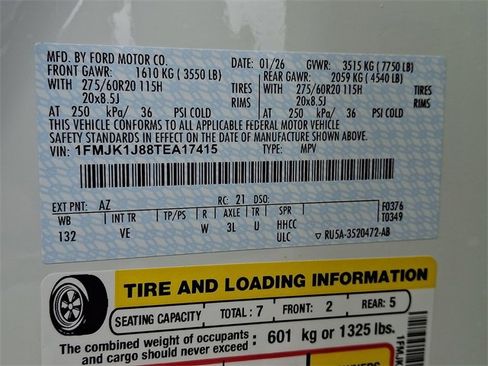 MFD. BY FORD MOTOR CO. DATE: 01/26 GVWR: 3515 KG (7750 LB)
FRONT GAWR: 1610 KG (3550 LB) REAR GAWR: 2059 KG (4540 LB)
WITH 275/60R20 115H TIRES WITH 275/60R20 115H TIRES
20x8.5J RIMS 20x8.5J RIMS
AT 250 kPa/ 36 PSI COLD AT 250 kPa/ 36 PSI COLD
THIS VEHICLE CONFORMS TO ALL APPLICABLE FEDERAL MOTOR VEHICLE
SAFETY STANDARDS IN EFFECT ON THE DATE OF MANUFACTURE SHOWN ABOVE.
VIN: 1FMJK1J88TEA17415 TYPE: MPV
EXT PNT: AZ RC: 21 DSO: F0376
WB INT TR TP/PS R AXLE TR SPR T0349
132 VE W 3L U HHCC
ULC ▽ RU5A-3520472-AB
TIRE AND LOADING INFORMATION
SEATING CAPACITY TOTAL: 7 FRONT: 2 REAR: 5
The combined weight of occupants and cargo should never exceed: 601 kg or 1325 lbs.